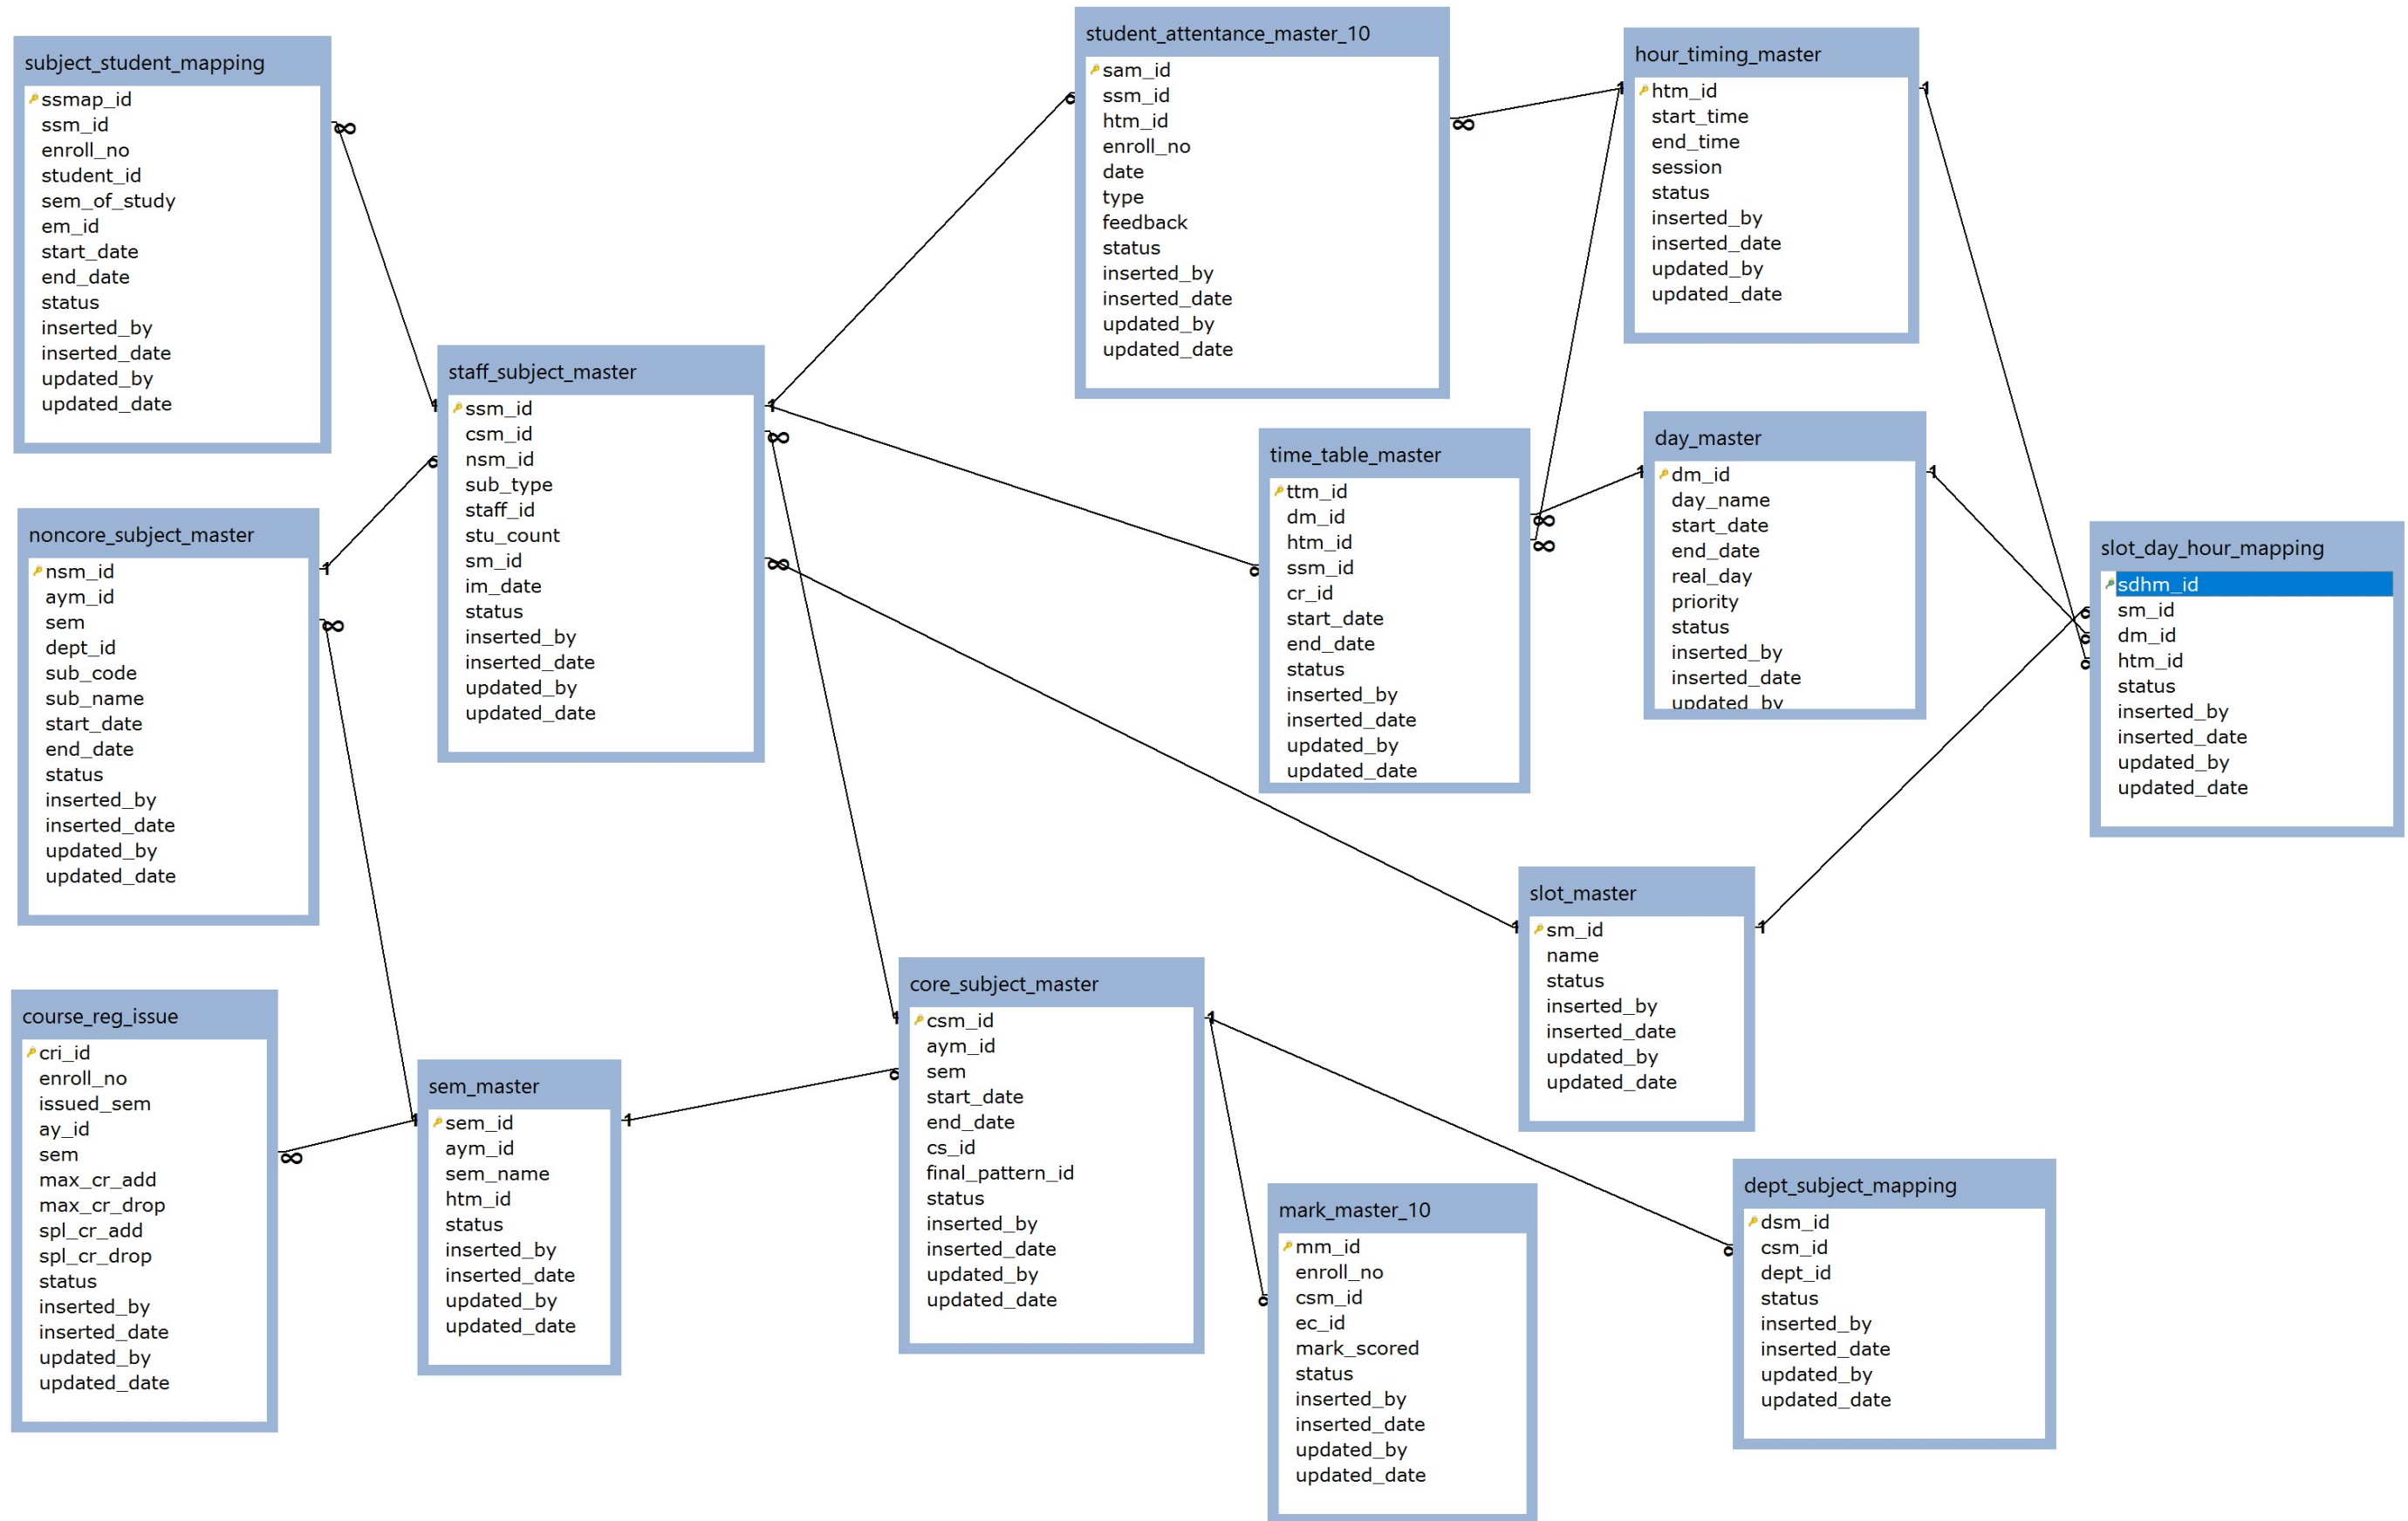 subject_student_mapping
ssmap_id
ssm_id
enroll_no
student_id
sem_of_study
em_id
start_date
end_date
status
inserted_by
inserted_date
updated_by
updated_date
noncore_subject_master
nsm_id
aym_id
sem
dept_id
sub_code
sub_name
start_date
end_date
status
inserted_by
inserted_date
updated_by
updated_date
course_reg_issue
cri_id
enroll_no
issued_sem
ay_id
sem
max_cr_add
max_cr_drop
spl_cr_add
spl_cr_drop
status
inserted_by
inserted_date
updated_by
updated_date
staff_subject_master
ssm_id
csm_id
nsm_id
sub_type
staff_id
stu_count
sm_id
im_date
status
inserted_by
inserted_date
updated_by
updated_date
sem_master
sem_id
aym_id
sem_name
htm_id
status
inserted_by
inserted_date
updated_by
updated_date
core_subject_master
csm_id
aym_id
sem
start_date
end_date
cs_id
final_pattern_id
status
inserted_by
inserted_date
updated_by
updated_date
student_attentance_master_10
sam_id
ssm_id
htm_id
enroll_no
date
type
feedback
status
inserted_by
inserted_date
updated_by
updated_date
time_table_master
ttm_id
dm_id
htm_id
ssm_id
cr_id
start_date
end_date
status
inserted_by
inserted_date
updated_by
updated_date
mark_master_10
mm_id
enroll_no
csm_id
ec_id
mark_scored
status
inserted_by
inserted_date
updated_by
updated_date
hour_timing_master
htm_id
start_time
end_time
session
status
inserted_by
inserted_date
updated_by
updated_date
day_master
dm_id
day_name
start_date
end_date
real_day
priority
status
inserted_by
inserted_date
updated_by
slot_master
sm_id
name
status
inserted_by
inserted_date
updated_by
updated_date
dept_subject_mapping
dsm_id
csm_id
dept_id
status
inserted_by
inserted_date
updated_by
updated_date
slot_day_hour_mapping
sdhm_id
sm_id
dm_id
htm_id
status
inserted_by
inserted_date
updated_by
updated_date